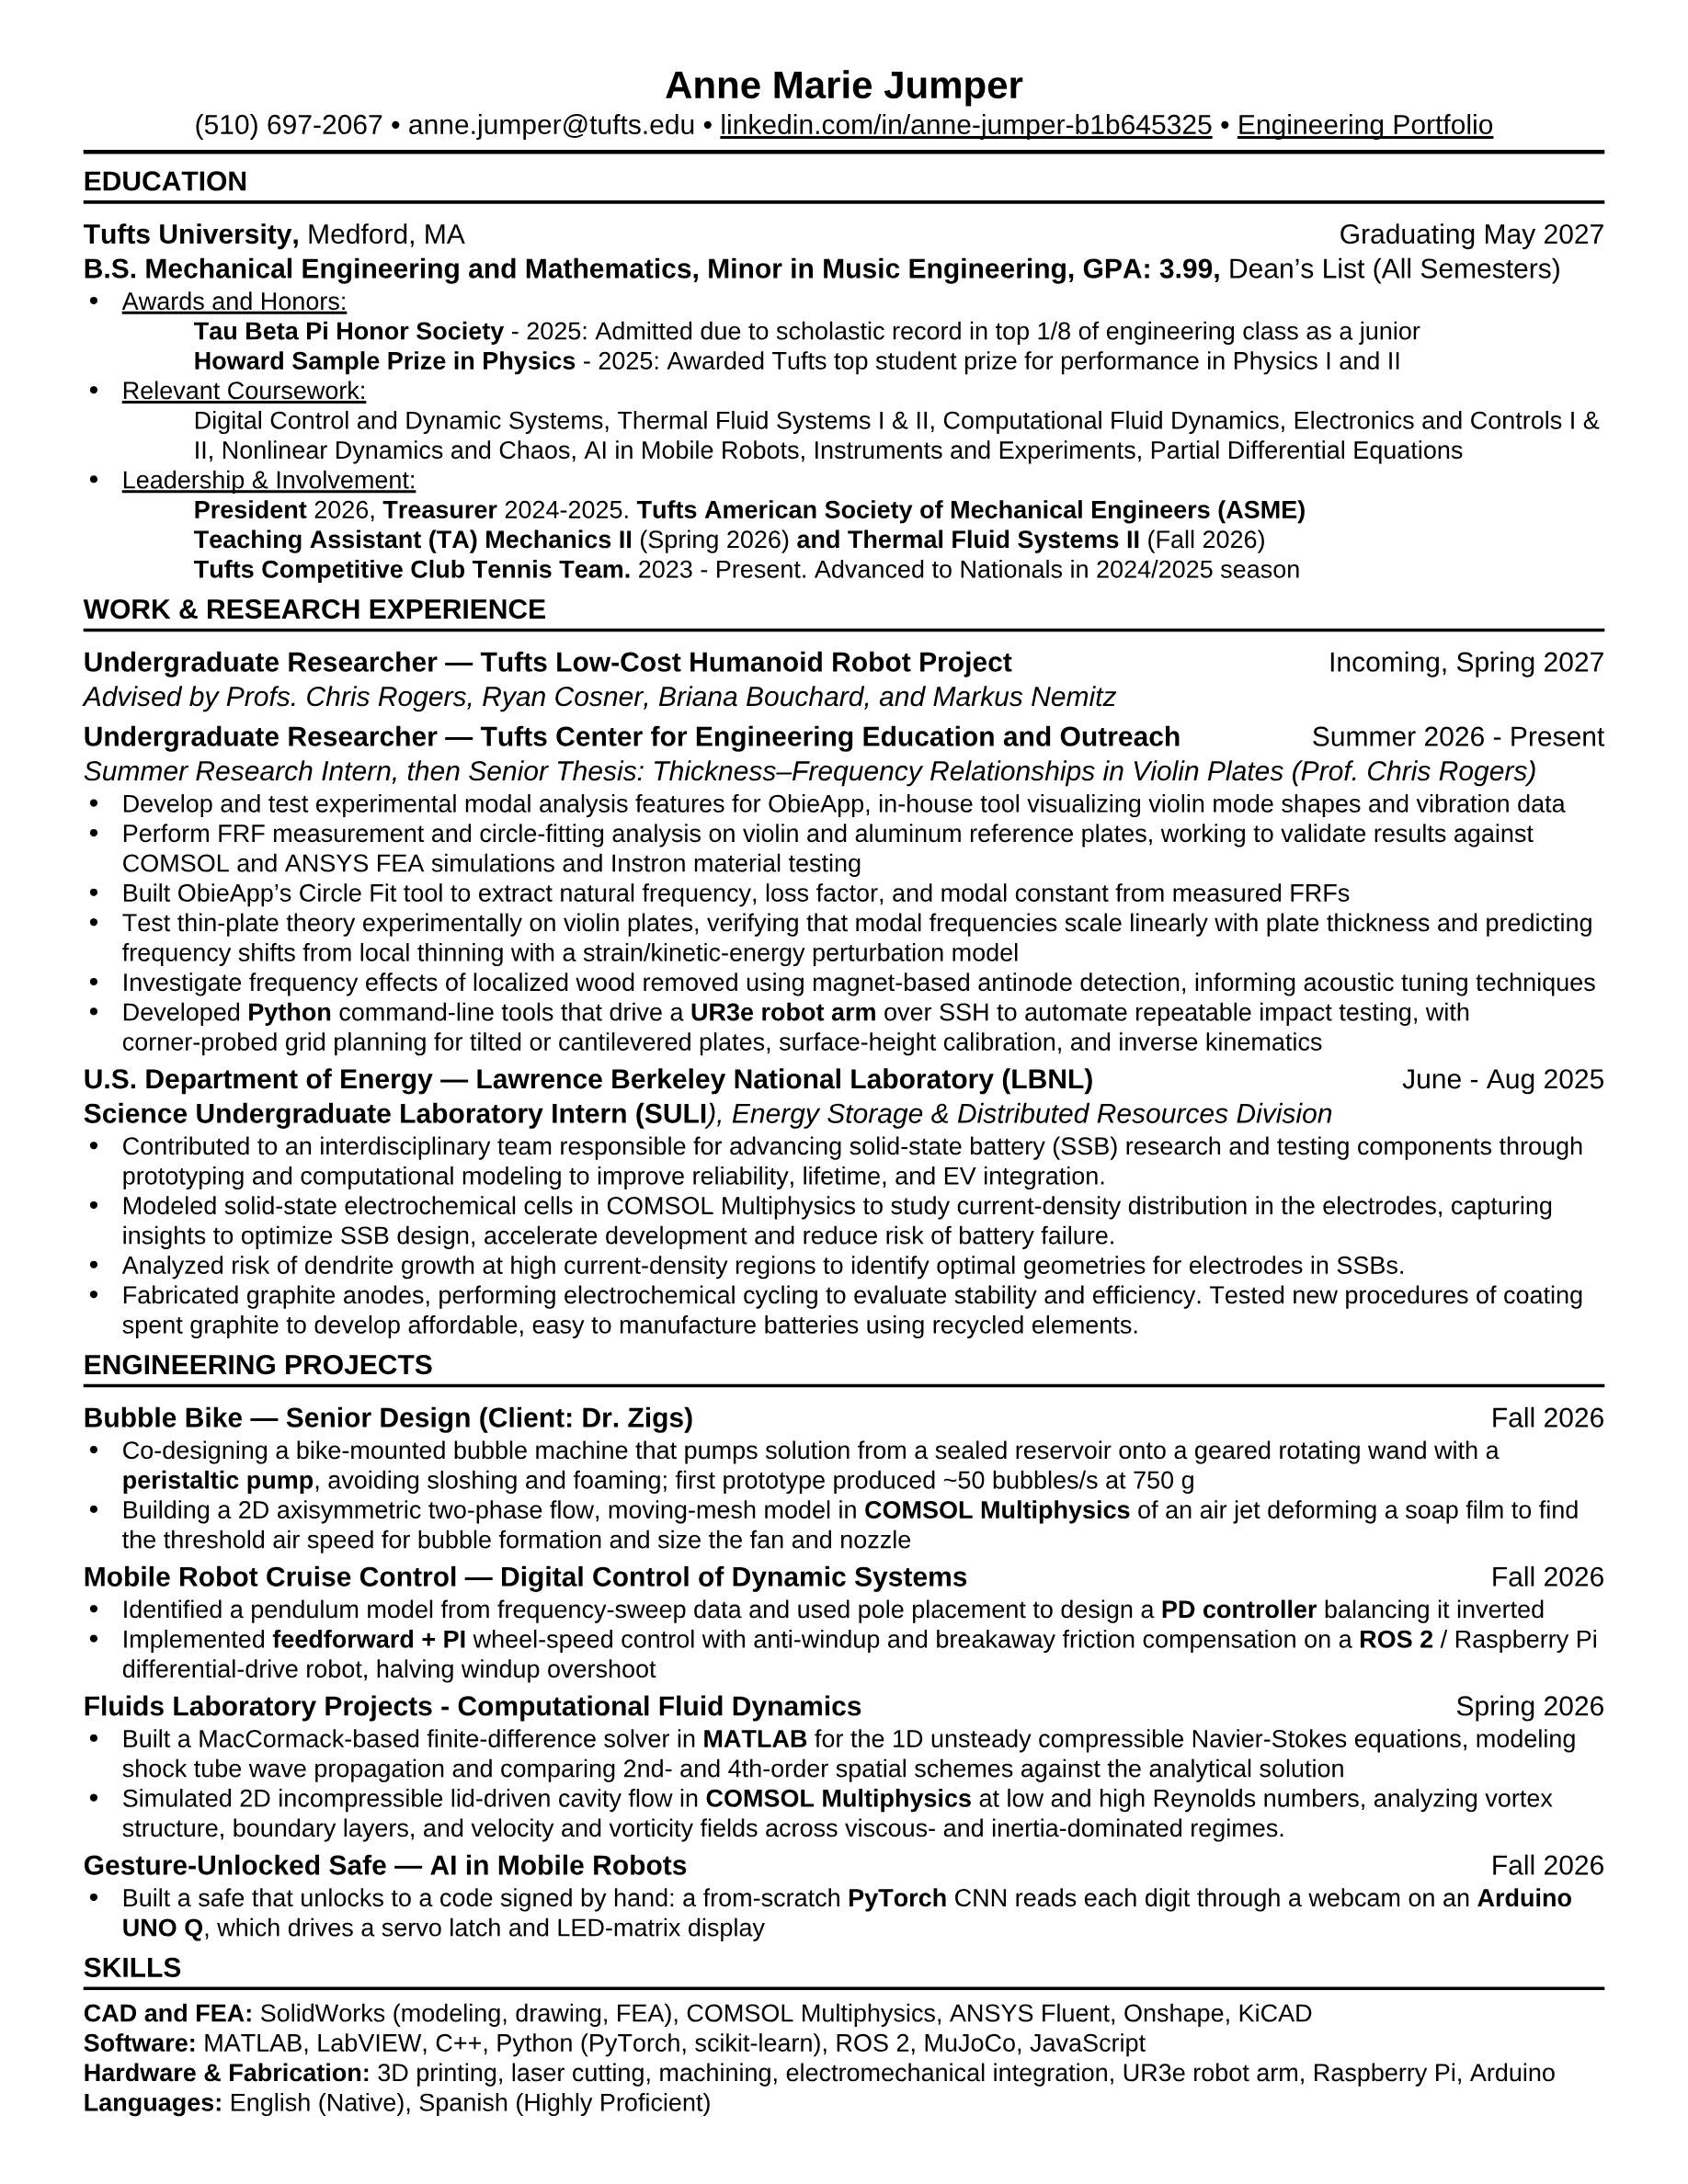 Anne Marie Jumper
(510) 697-2067 • anne.jumper@tufts.edu • linkedin.com/in/anne-jumper-b1b645325 • Engineering Portfolio
EDUCATION
Tufts University, Medford, MA Graduating May 2027
B.S. Mechanical Engineering and Mathematics, Minor in Music Engineering, GPA: 3.99, Dean’s List (All Semesters)
• Awards and Honors:
Tau Beta Pi Honor Society - 2025: Admitted due to scholastic record in top 1/8 of engineering class as a junior
Howard Sample Prize in Physics - 2025: Awarded Tufts top student prize for performance in Physics I and II
• Relevant Coursework:
Digital Control and Dynamic Systems, Thermal Fluid Systems I & II, Computational Fluid Dynamics, Electronics and Controls I &
II, Nonlinear Dynamics and Chaos, AI in Mobile Robots, Instruments and Experiments, Partial Differential Equations
• Leadership & Involvement:
President 2026, Treasurer 2024-2025. Tufts American Society of Mechanical Engineers (ASME)
Teaching Assistant (TA) Mechanics II (Spring 2026) and Thermal Fluid Systems II (Fall 2026)
Tufts Competitive Club Tennis Team. 2023 - Present. Advanced to Nationals in 2024/2025 season
WORK & RESEARCH EXPERIENCE
Undergraduate Researcher — Tufts Low-Cost Humanoid Robot Project Incoming, Spring 2027
Advised by Profs. Chris Rogers, Ryan Cosner, Briana Bouchard, and Markus Nemitz
Undergraduate Researcher — Tufts Center for Engineering Education and Outreach Summer 2026 - Present
Summer Research Intern, then Senior Thesis: Thickness–Frequency Relationships in Violin Plates (Prof. Chris Rogers)
• Develop and test experimental modal analysis features for ObieApp, in-house tool visualizing violin mode shapes and vibration data
• Perform FRF measurement and circle-fitting analysis on violin and aluminum reference plates, working to validate results against
COMSOL and ANSYS FEA simulations and Instron material testing
• Built ObieApp’s Circle Fit tool to extract natural frequency, loss factor, and modal constant from measured FRFs
• Test thin-plate theory experimentally on violin plates, verifying that modal frequencies scale linearly with plate thickness and predicting
frequency shifts from local thinning with a strain/kinetic-energy perturbation model
• Investigate frequency effects of localized wood removed using magnet-based antinode detection, informing acoustic tuning techniques
• Developed Python command-line tools that drive a UR3e robot arm over SSH to automate repeatable impact testing, with
corner-probed grid planning for tilted or cantilevered plates, surface-height calibration, and inverse kinematics
U.S. Department of Energy — Lawrence Berkeley National Laboratory (LBNL) June - Aug 2025
Science Undergraduate Laboratory Intern (SULI), Energy Storage & Distributed Resources Division
• Contributed to an interdisciplinary team responsible for advancing solid-state battery (SSB) research and testing components through
prototyping and computational modeling to improve reliability, lifetime, and EV integration.
• Modeled solid-state electrochemical cells in COMSOL Multiphysics to study current-density distribution in the electrodes, capturing
insights to optimize SSB design, accelerate development and reduce risk of battery failure.
• Analyzed risk of dendrite growth at high current-density regions to identify optimal geometries for electrodes in SSBs.
• Fabricated graphite anodes, performing electrochemical cycling to evaluate stability and efficiency. Tested new procedures of coating
spent graphite to develop affordable, easy to manufacture batteries using recycled elements.
ENGINEERING PROJECTS
Bubble Bike — Senior Design (Client: Dr. Zigs) Fall 2026
• Co-designing a bike-mounted bubble machine that pumps solution from a sealed reservoir onto a geared rotating wand with a
peristaltic pump, avoiding sloshing and foaming; first prototype produced ~50 bubbles/s at 750 g
• Building a 2D axisymmetric two-phase flow, moving-mesh model in COMSOL Multiphysics of an air jet deforming a soap film to find
the threshold air speed for bubble formation and size the fan and nozzle
Mobile Robot Cruise Control — Digital Control of Dynamic Systems Fall 2026
• Identified a pendulum model from frequency-sweep data and used pole placement to design a PD controller balancing it inverted
• Implemented feedforward + PI wheel-speed control with anti-windup and breakaway friction compensation on a ROS 2 / Raspberry Pi
differential-drive robot, halving windup overshoot
Fluids Laboratory Projects - Computational Fluid Dynamics Spring 2026
• Built a MacCormack-based finite-difference solver in MATLAB for the 1D unsteady compressible Navier-Stokes equations, modeling
shock tube wave propagation and comparing 2nd- and 4th-order spatial schemes against the analytical solution
• Simulated 2D incompressible lid-driven cavity flow in COMSOL Multiphysics at low and high Reynolds numbers, analyzing vortex
structure, boundary layers, and velocity and vorticity fields across viscous- and inertia-dominated regimes.
Gesture-Unlocked Safe — AI in Mobile Robots Fall 2026
• Built a safe that unlocks to a code signed by hand: a from-scratch PyTorch CNN reads each digit through a webcam on an Arduino
UNO Q, which drives a servo latch and LED-matrix display
SKILLS
CAD and FEA: SolidWorks (modeling, drawing, FEA), COMSOL Multiphysics, ANSYS Fluent, Onshape, KiCAD
Software: MATLAB, LabVIEW, C++, Python (PyTorch, scikit-learn), ROS 2, MuJoCo, JavaScript
Hardware & Fabrication: 3D printing, laser cutting, machining, electromechanical integration, UR3e robot arm, Raspberry Pi, Arduino
Languages: English (Native), Spanish (Highly Proficient)